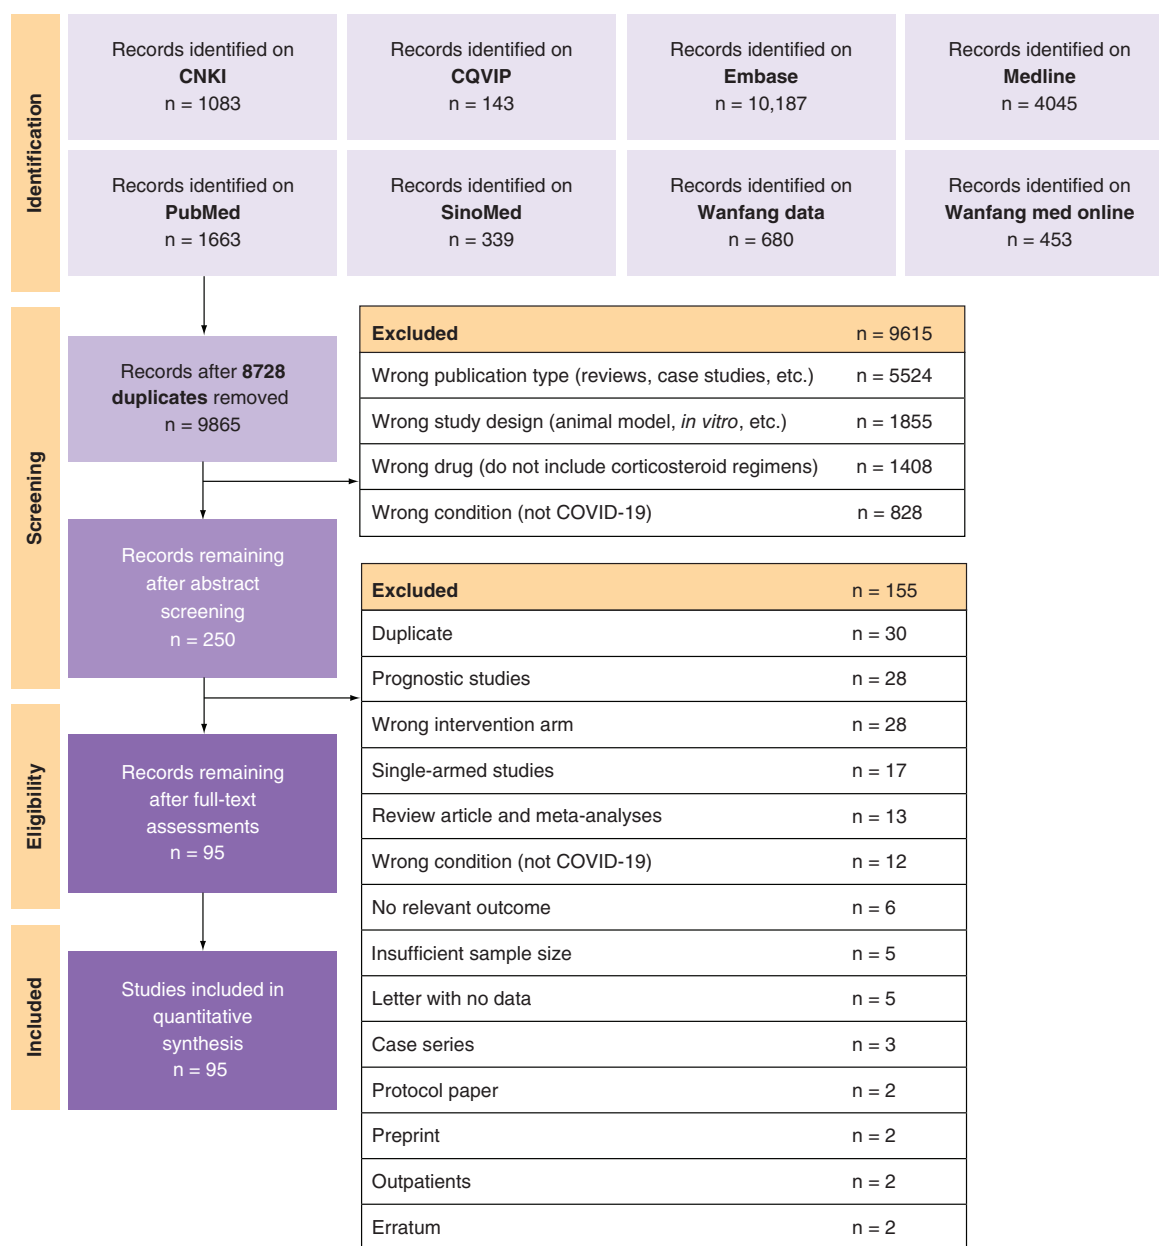 Identification
Records identified on
CNKI
n = 1083
Records identified on
CQVIP
n = 143
Records identified on
Embase
n = 10,187
Records identified on
Medline
n = 4045
Records identified on
PubMed
n = 1663
Records identified on
SinoMed
n = 339
Records identified on
Wanfang data
n = 680
Records identified on
Wanfang med online
n = 453
Screening
Records after 8728
duplicates removed
n = 9865
Excluded n = 9615
Wrong publication type (reviews, case studies, etc.) n = 5524
Wrong study design (animal model, in vitro, etc.) n = 1855
Wrong drug (do not include corticosteroid regimens) n = 1408
Wrong condition (not COVID-19) n = 828
Records remaining
after abstract
screening
n = 250
Excluded n = 155
Duplicate n = 30
Prognostic studies n = 28
Wrong intervention arm n = 28
Single-armed studies n = 17
Review article and meta-analyses n = 13
Wrong condition (not COVID-19) n = 12
No relevant outcome n = 6
Insufficient sample size n = 5
Letter with no data n = 5
Case series n = 3
Protocol paper n = 2
Preprint n = 2
Outpatients n = 2
Erratum n = 2
Eligibility
Records remaining
after full-text
assessments
n = 95
Included
Studies included in
quantitative
synthesis
n = 95